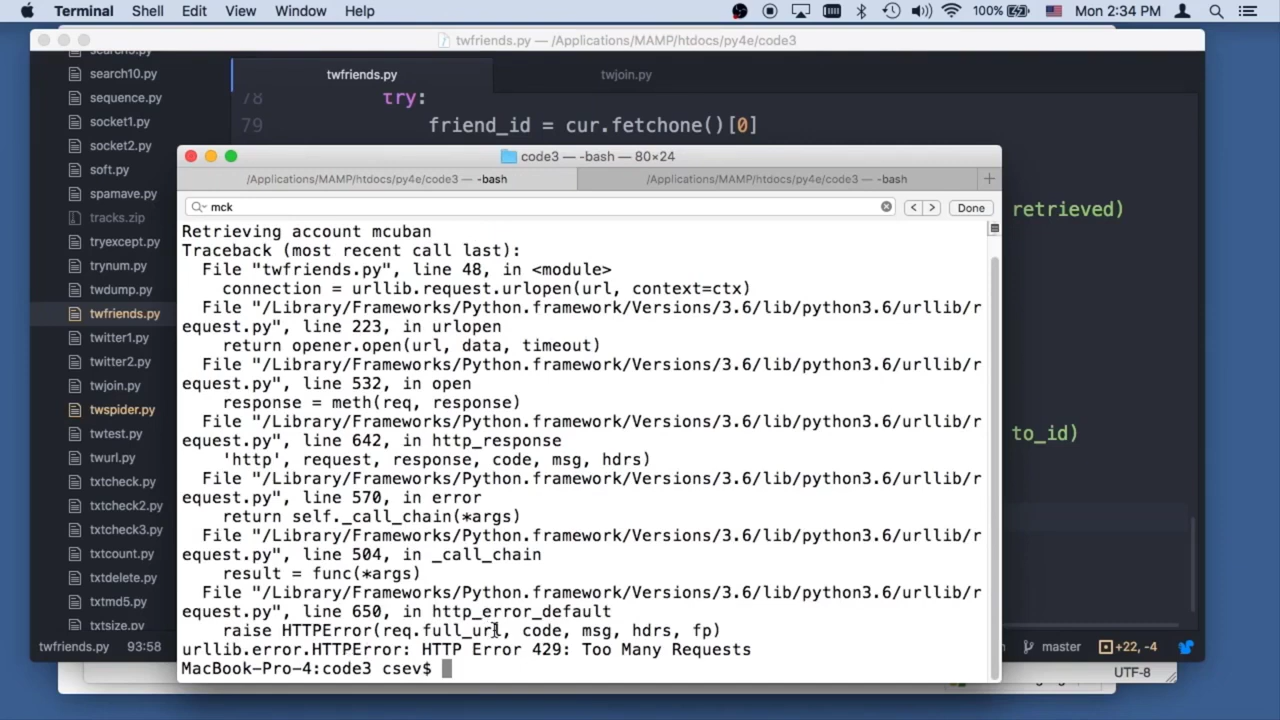 Terminal Shell Edit View Window Help 100% Mon 2:34 PM
twfriends.py — /Applications/MAMP/htdocs/py4e/code3
search10.py
sequence.py
socket1.py
socket2.py
soft.py
spamave.py
tracks.zip
tryexcept.py
trynum.py
twdump.py
twfriends.py
twitter1.py
twitter2.py
twjoin.py
twspider.py
twtest.py
twurl.py
txtcheck.py
txtcheck2.py
txtcheck3.py
txtcount.py
txtdelete.py
txtmd5.py
txtsize.py
twfriends.py twjoin.py
78 try:
79 friend_id = cur.fetchone()[0]
retrieved)
to_id)
code3 — -bash — 80×24
/Applications/MAMP/htdocs/py4e/code3 — -bash /Applications/MAMP/htdocs/py4e/code3 — -bash
mck Done
Retrieving account mcuban
Traceback (most recent call last):
File "twfriends.py", line 48, in <module>
connection = urllib.request.urlopen(url, context=ctx)
File "/Library/Frameworks/Python.framework/Versions/3.6/lib/python3.6/urllib/r
equest.py", line 223, in urlopen
return opener.open(url, data, timeout)
File "/Library/Frameworks/Python.framework/Versions/3.6/lib/python3.6/urllib/r
equest.py", line 532, in open
response = meth(req, response)
File "/Library/Frameworks/Python.framework/Versions/3.6/lib/python3.6/urllib/r
equest.py", line 642, in http_response
'http', request, response, code, msg, hdrs)
File "/Library/Frameworks/Python.framework/Versions/3.6/lib/python3.6/urllib/r
equest.py", line 570, in error
return self._call_chain(*args)
File "/Library/Frameworks/Python.framework/Versions/3.6/lib/python3.6/urllib/r
equest.py", line 504, in _call_chain
result = func(*args)
File "/Library/Frameworks/Python.framework/Versions/3.6/lib/python3.6/urllib/r
equest.py", line 650, in http_error_default
raise HTTPError(req.full_url, code, msg, hdrs, fp)
urllib.error.HTTPError: HTTP Error 429: Too Many Requests
MacBook-Pro-4:code3 csev$
twfriends.py 93:58 master +22, -4
UTF-8